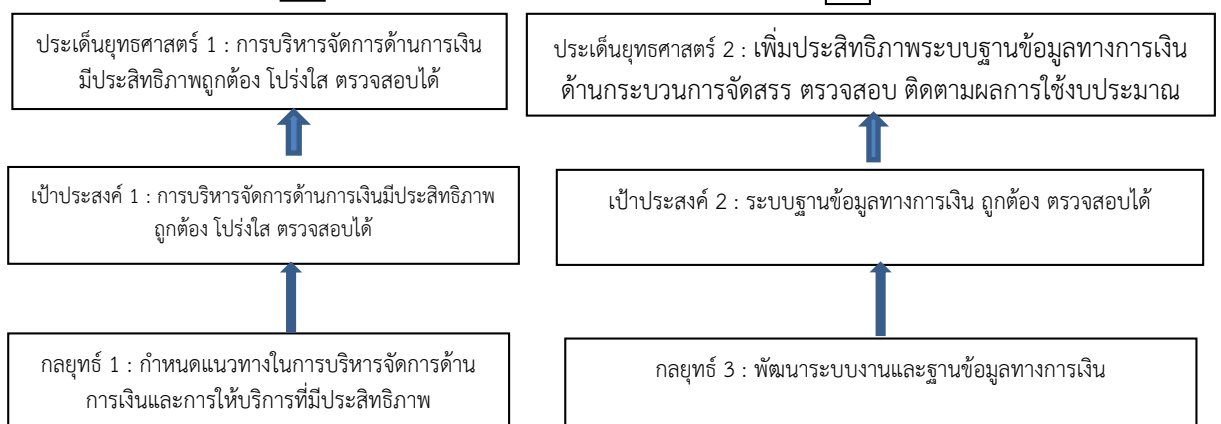 ประเด็นยุทธศาสตร์ 1 : การบริหารจัดการด้านการเงิน
มีประสิทธิภาพถูกต้อง โปร่งใส ตรวจสอบได้
ประเด็นยุทธศาสตร์ 2 : เพิ่มประสิทธิภาพระบบฐานข้อมูลทางการเงิน
ด้านกระบวนการจัดสรร ตรวจสอบ ติดตามผลการใช้งบประมาณ
เป้าประสงค์ 1 : การบริหารจัดการด้านการเงินมีประสิทธิภาพ
ถูกต้อง โปร่งใส ตรวจสอบได้
เป้าประสงค์ 2 : ระบบฐานข้อมูลทางการเงิน ถูกต้อง ตรวจสอบได้
กลยุทธ์ 1 : กำหนดแนวทางในการบริหารจัดการด้าน
การเงินและการให้บริการที่มีประสิทธิภาพ
กลยุทธ์ 3 : พัฒนาระบบงานและฐานข้อมูลทางการเงิน